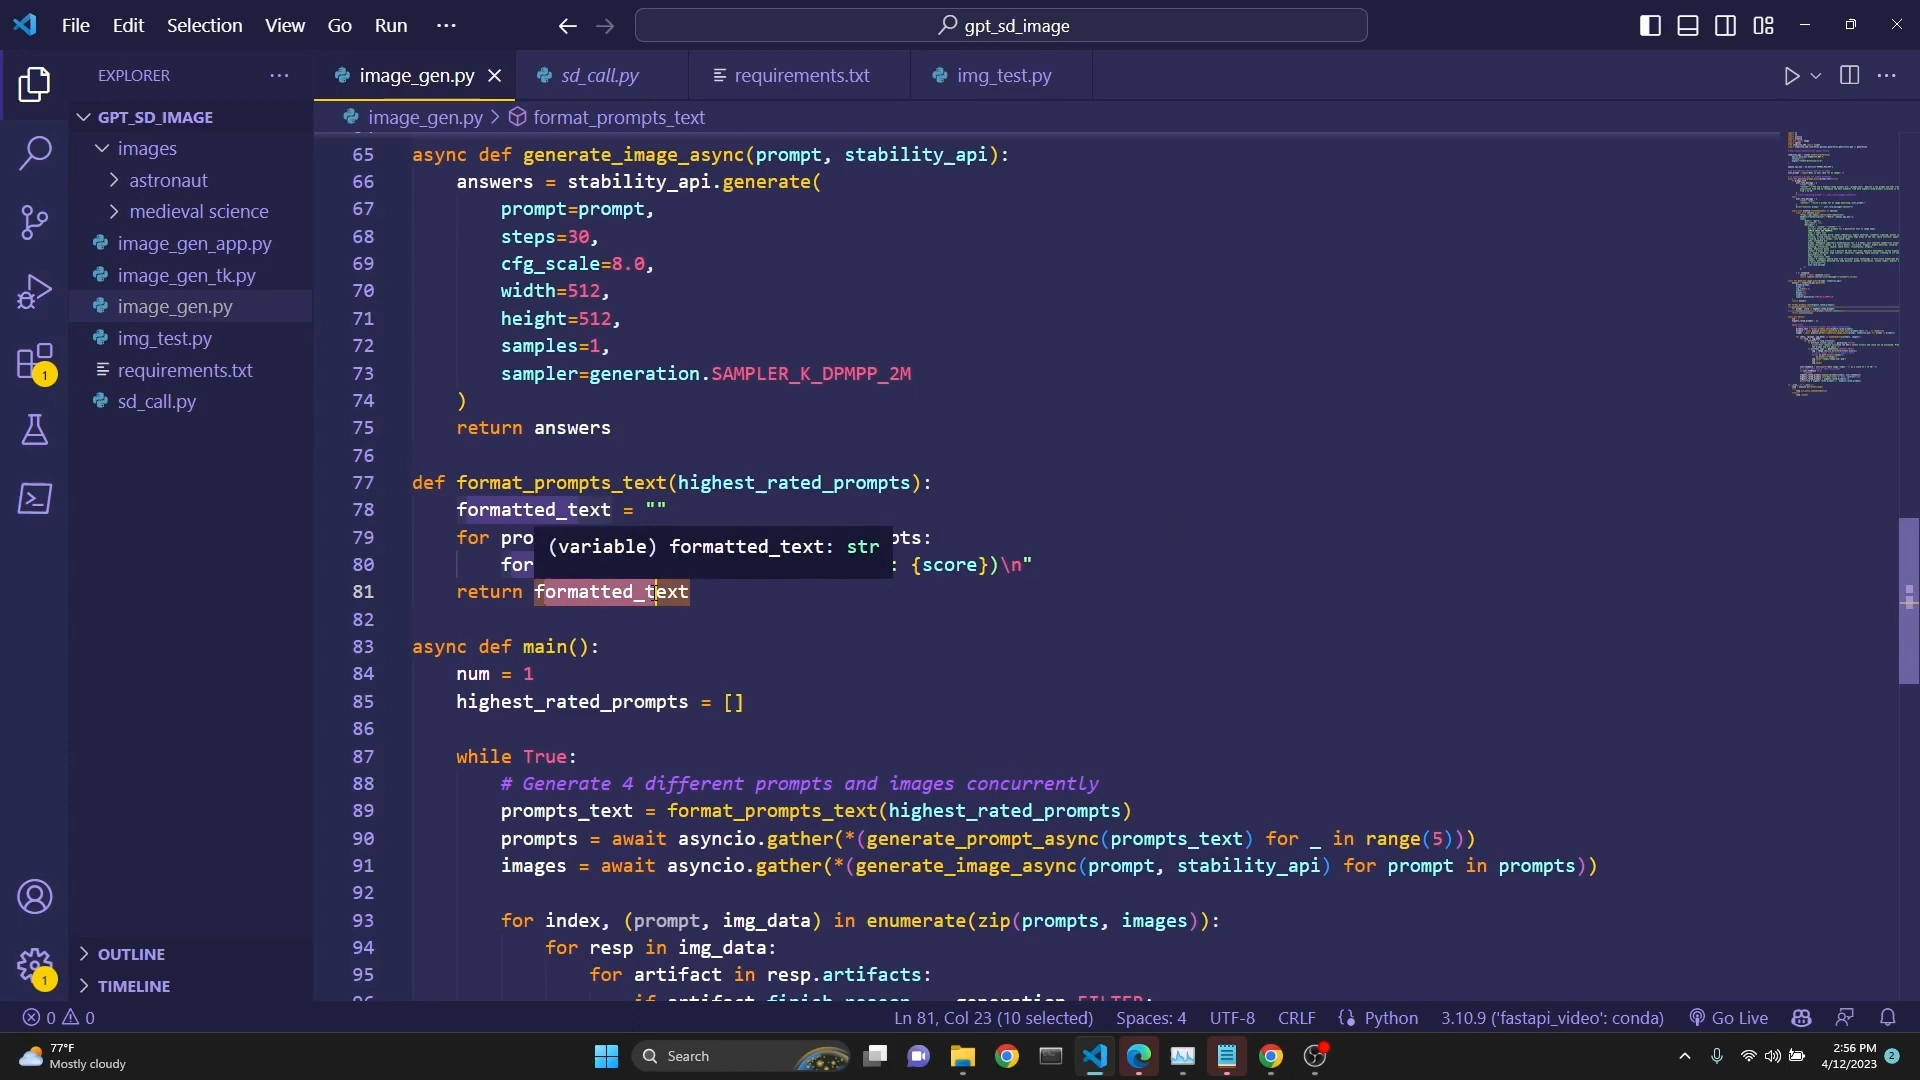 File Edit Selection View Go Run ···
gpt_sd_image
EXPLORER
GPT_SD_IMAGE
images
astronaut
medieval science
image_gen_app.py
image_gen_tk.py
image_gen.py
img_test.py
requirements.txt
sd_call.py
OUTLINE
TIMELINE
1
1
image_gen.py sd_call.py requirements.txt img_test.py
image_gen.py > format_prompts_text
65 async def generate_image_async(prompt, stability_api):
66 answers = stability_api.generate(
67 prompt=prompt,
68 steps=30,
69 cfg_scale=8.0,
70 width=512,
71 height=512,
72 samples=1,
73 sampler=generation.SAMPLER_K_DPMPP_2M
74 )
75 return answers
76
77 def format_prompts_text(highest_rated_prompts):
78 formatted_text = ""
79 for pro pts:
(variable) formatted_text: str
80 for : {score})\n"
81 return formatted_text
82
83 async def main():
84 num = 1
85 highest_rated_prompts = []
86
87 while True:
88 # Generate 4 different prompts and images concurrently
89 prompts_text = format_prompts_text(highest_rated_prompts)
90 prompts = await asyncio.gather(*(generate_prompt_async(prompts_text) for _ in range(5)))
91 images = await asyncio.gather(*(generate_image_async(prompt, stability_api) for prompt in prompts))
92
93 for index, (prompt, img_data) in enumerate(zip(prompts, images)):
94 for resp in img_data:
95 for artifact in resp.artifacts:
0 0 Ln 81, Col 23 (10 selected) Spaces: 4 UTF-8 CRLF Python 3.10.9 ('fastapi_video': conda) Go Live
77°F
Mostly cloudy
Search
2:56 PM
4/12/2023
2